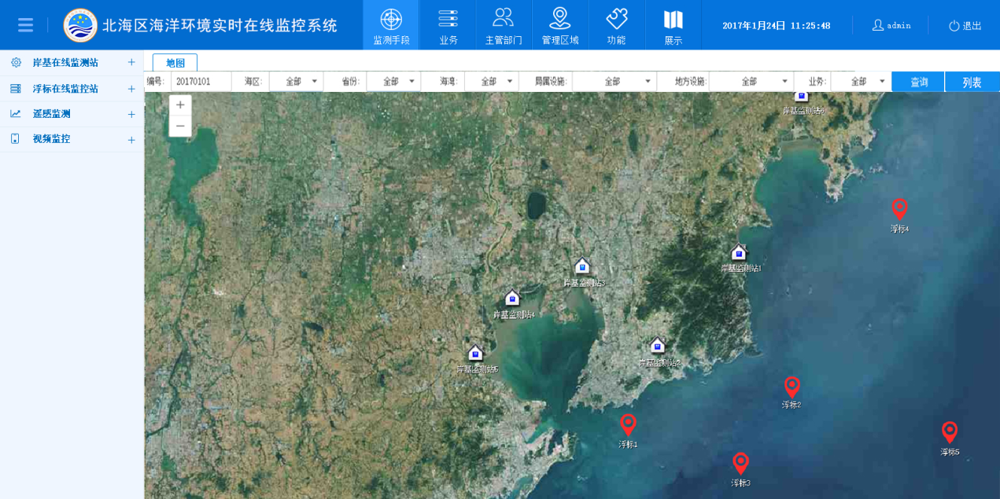 北海区海洋环境实时在线监控系统
监测手段
业务
主管部门
管理区域
功能
展示
2017年1月24日 11:25:48
admin
退出
岸基在线监测站
浮标在线监控站
遥感监测
视频监控
地图
编号: 20170101 海区: 全部 省份: 全部 海湾: 全部 局属设施: 全部 地方设施: 全部 业务: 全部 查询 列表
+
−
岸基监测站6
浮标4
岸基监测站1
岸基监测站3
岸基监测站4
岸基监测站2
岸基监测站5
浮标2
浮标1
浮标5
浮标3